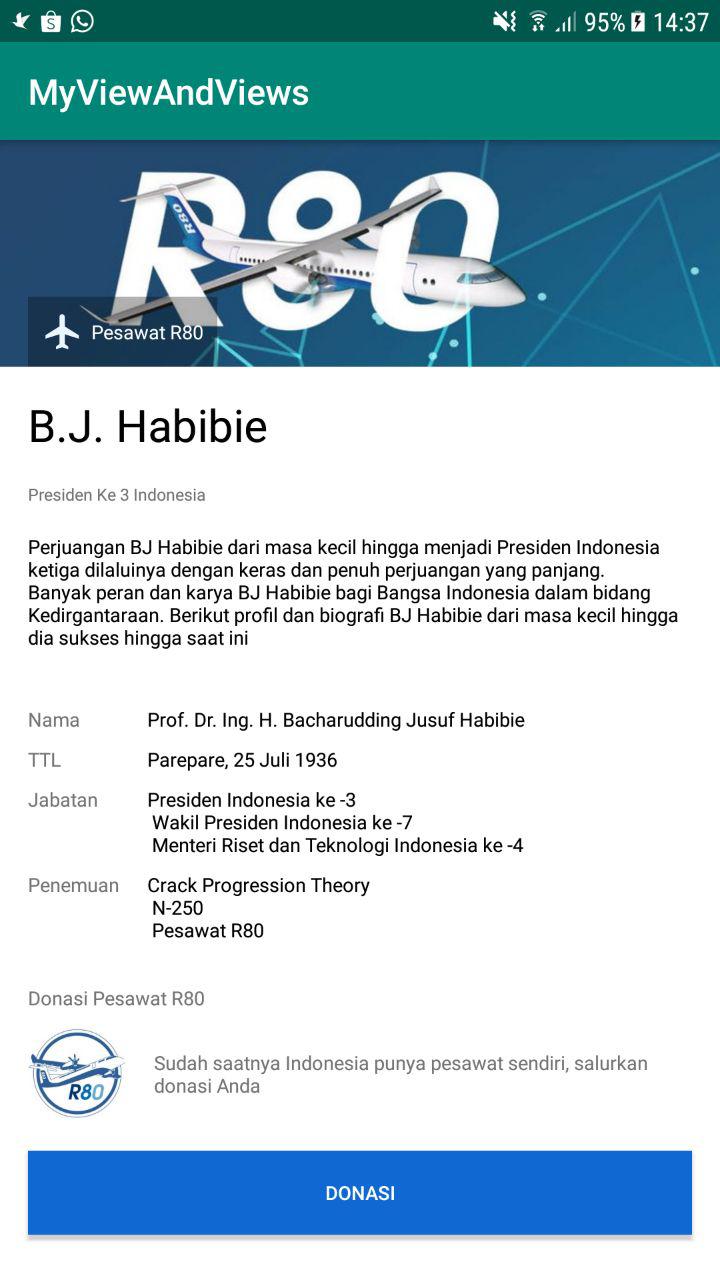 95% 14:37
MyViewAndViews
R80
R80
Pesawat R80
B.J. Habibie
Presiden Ke 3 Indonesia
Perjuangan BJ Habibie dari masa kecil hingga menjadi Presiden Indonesia
ketiga dilaluinya dengan keras dan penuh perjuangan yang panjang.
Banyak peran dan karya BJ Habibie bagi Bangsa Indonesia dalam bidang
Kedirgantaraan. Berikut profil dan biografi BJ Habibie dari masa kecil hingga
dia sukses hingga saat ini
Nama Prof. Dr. Ing. H. Bacharudding Jusuf Habibie
TTL Parepare, 25 Juli 1936
Jabatan Presiden Indonesia ke -3
Wakil Presiden Indonesia ke -7
Menteri Riset dan Teknologi Indonesia ke -4
Penemuan Crack Progression Theory
N-250
Pesawat R80
Donasi Pesawat R80
R80
Sudah saatnya Indonesia punya pesawat sendiri, salurkan
donasi Anda
DONASI